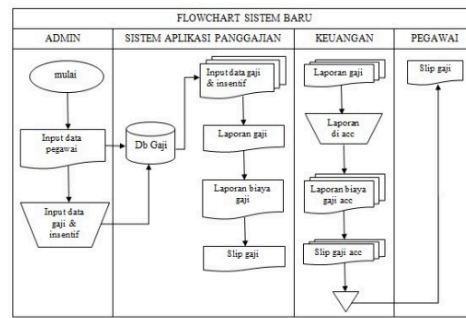 FLOWCHART SISTEM BARU
ADMIN
SISTEM APLIKASI PANGGAJIAN
KEUANGAN
PEGAWAI
mulai
Input data
pegawai
Input data
gaji &
insentif
Db Gaji
Input data gaji
& insentif
Laporan gaji
Laporan biaya
gaji
Slip gaji
Laporan gaji
Laporan
di acc
Laporan biaya
gaji acc
Slip gaji acc
Slip gaji